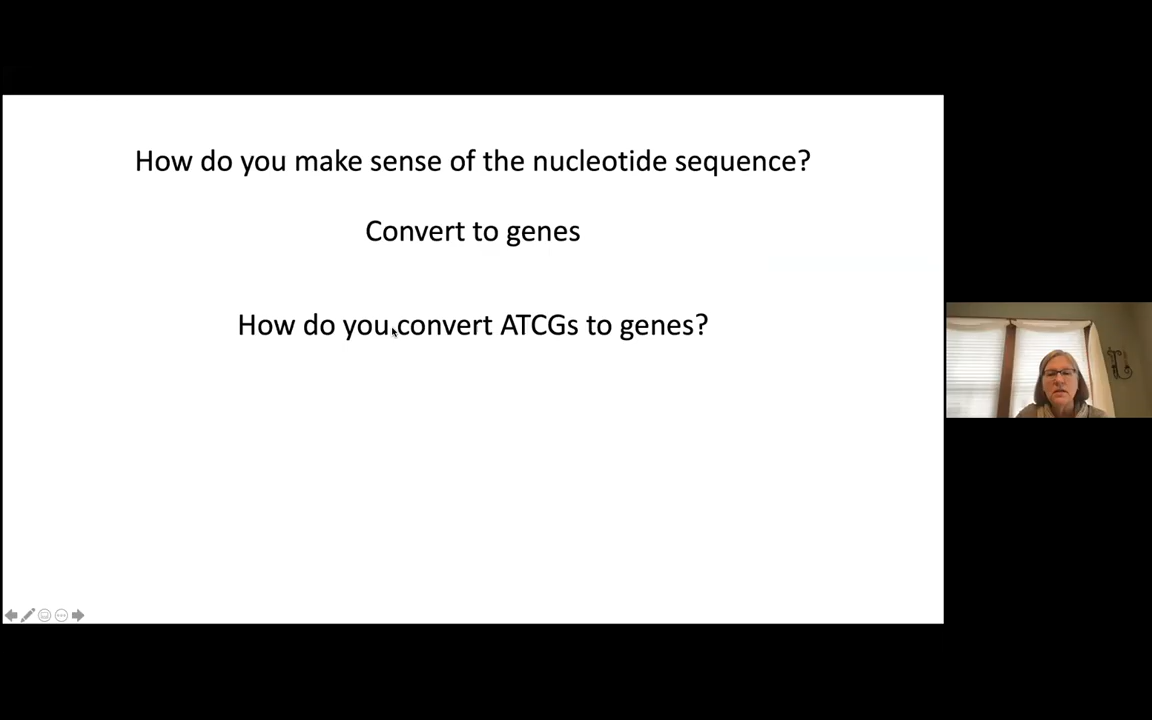 How do you make sense of the nucleotide sequence?
Convert to genes
How do you convert ATCGs to genes?